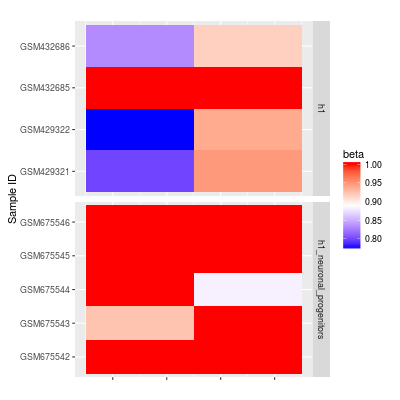 Sample ID
GSM432686
GSM432685
GSM429322
GSM429321
h1
GSM675546
GSM675545
GSM675544
GSM675543
GSM675542
h1_neuronal_progenitors
beta
1.00
0.95
0.90
0.85
0.80